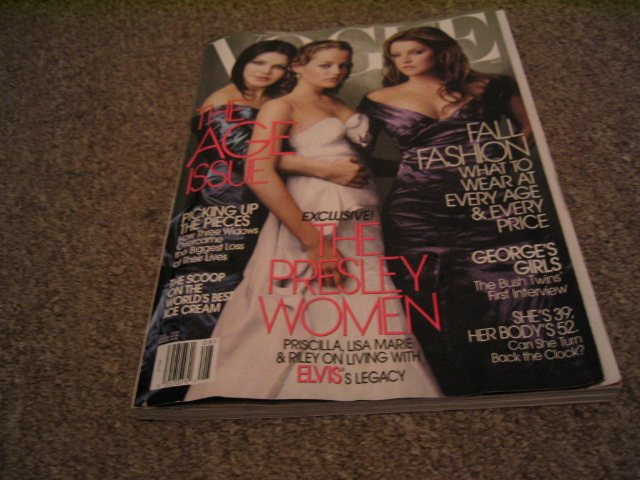 VOGUE
THE
AGE
ISSUE
PICKING UP
THE PIECES
How Three Widows
Overcame
the Biggest Loss
of Their Lives
THE SCOOP
ON THE
WORLD'S BEST
ICE CREAM
EXCLUSIVE!
THE
PRESLEY
WOMEN
PRISCILLA, LISA MARIE
& RILEY ON LIVING WITH
ELVIS'S LEGACY
FALL
FASHION
WHAT TO
WEAR AT
EVERY AGE
& EVERY
PRICE
GEORGE'S
GIRLS
The Bush Twins'
First Interview
SHE'S 39;
HER BODY'S 52.
Can She Turn
Back the Clock?